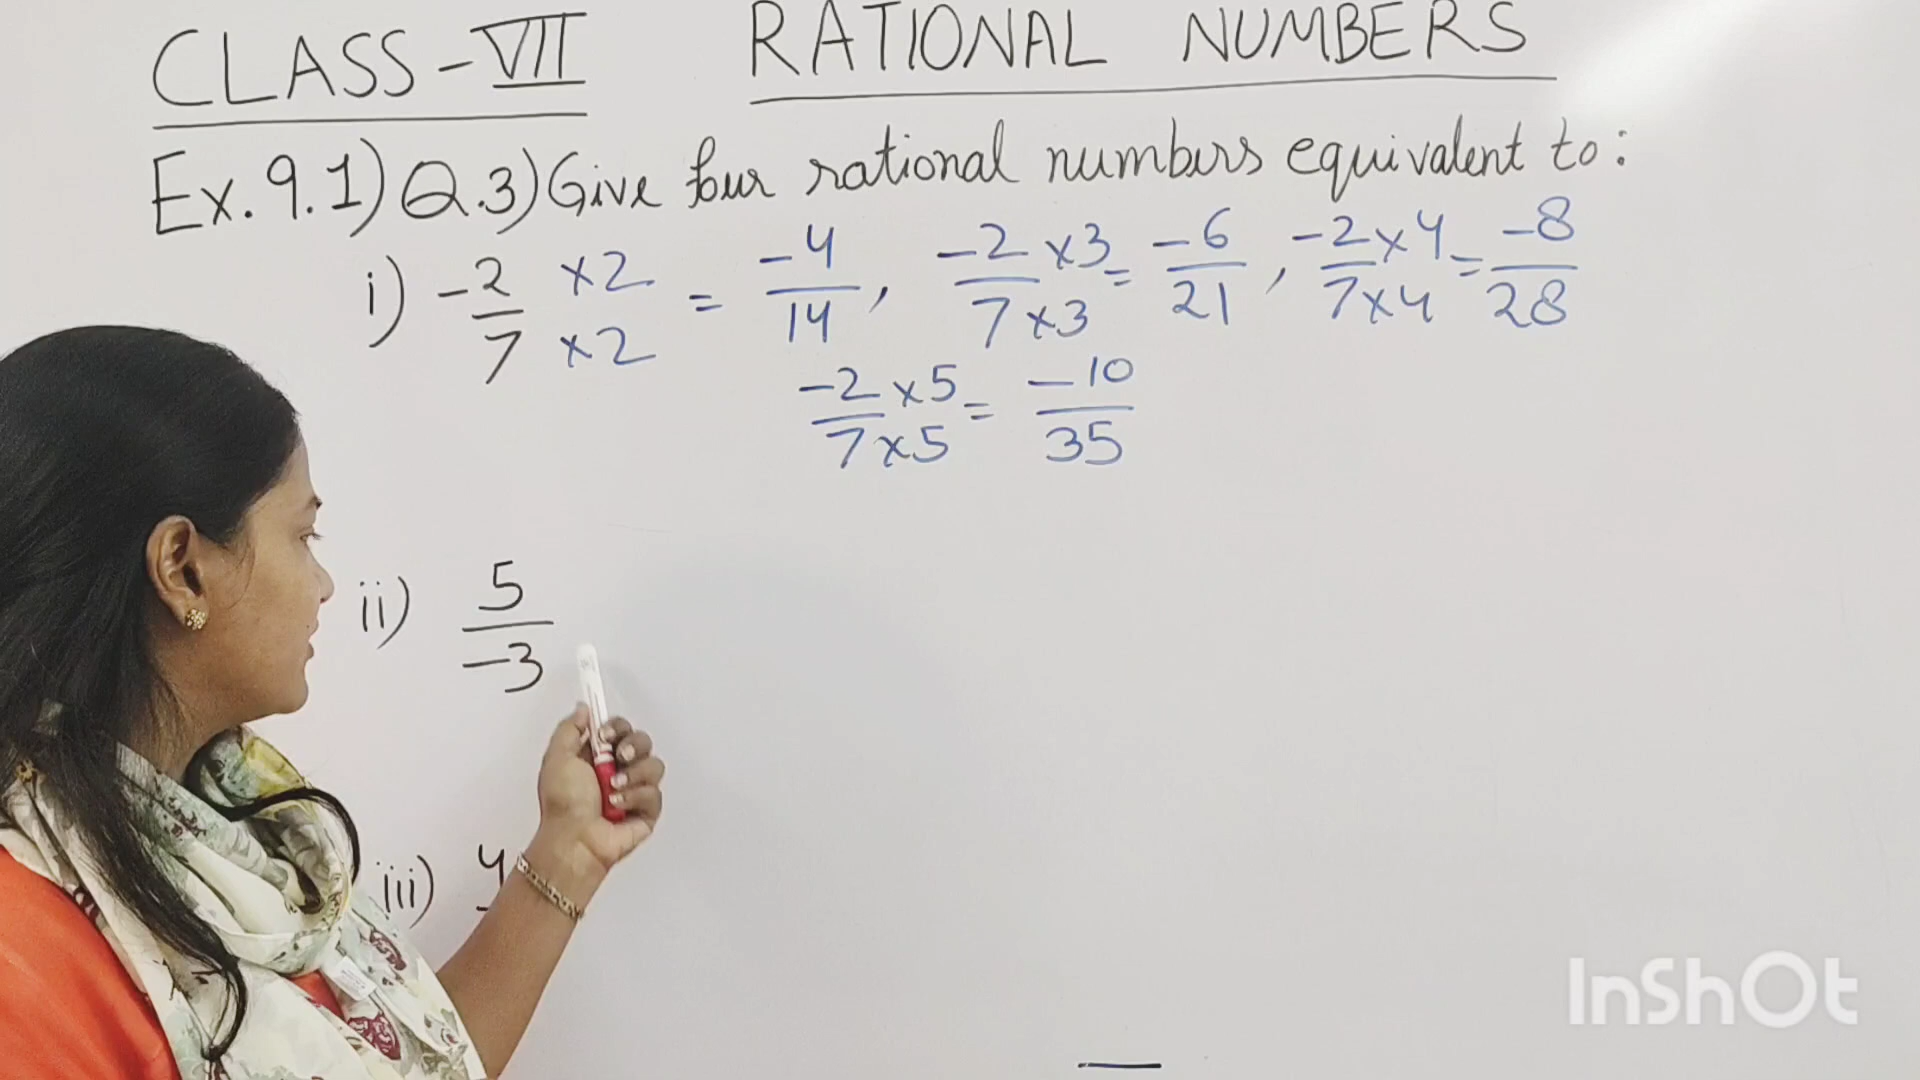 CLASS-VII RATIONAL NUMBERS
Ex.9.1) Q.3) Give four rational numbers equivalent to:
i) -2/7 ×2/×2 = -4/14, -2/7 ×3/×3 = -6/21, -2/7 ×4/×4 = -8/28
-2/7 ×5/×5 = -10/35
ii) 5/-3
iii) 4
InShOt